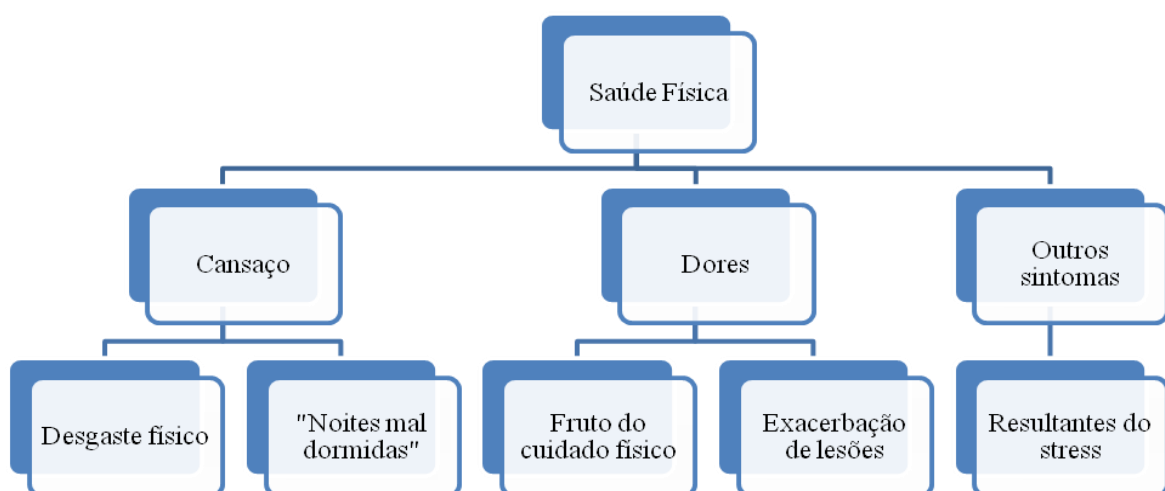 Saúde Física
Cansaço
Dores
Outros
sintomas
Desgaste físico
"Noites mal
dormidas"
Fruto do
cuidado físico
Exacerbação
de lesões
Resultantes do
stress